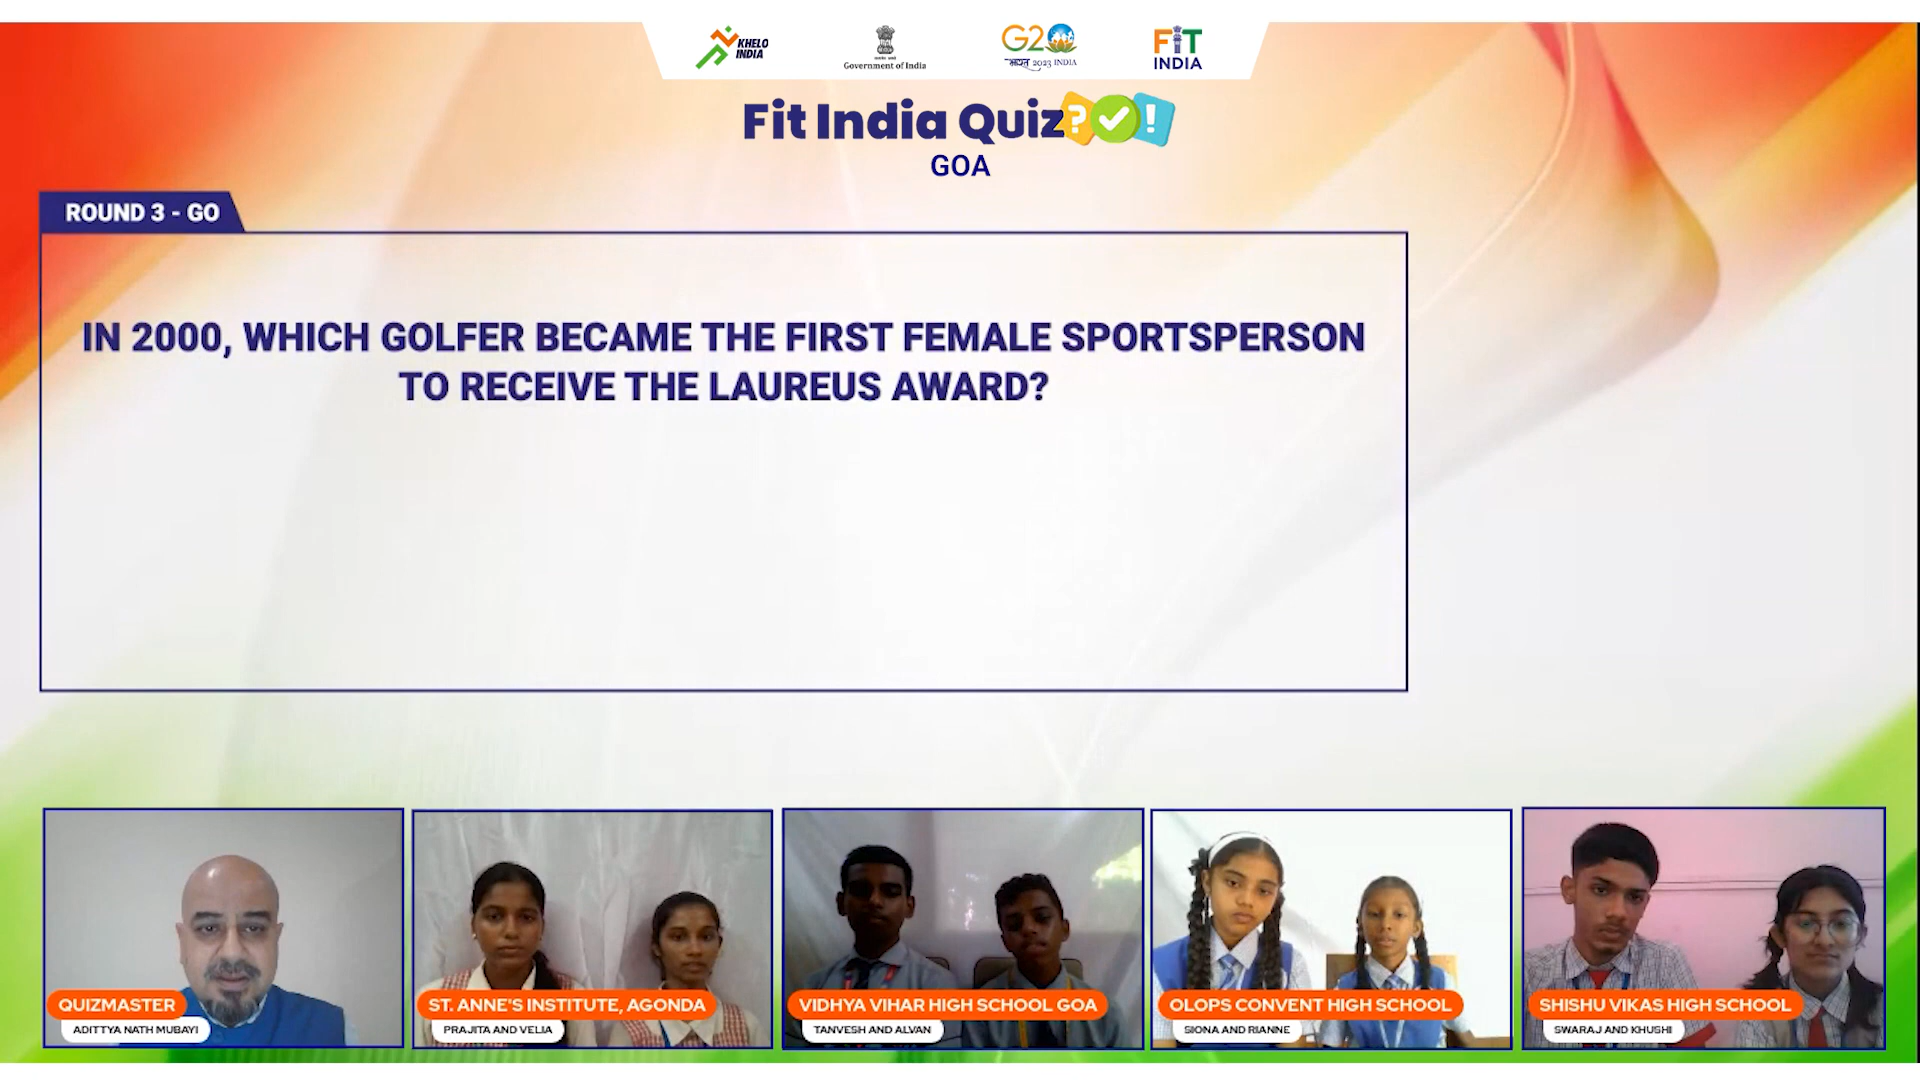 KHELO
INDIA
Government of India
G20
भारत 2023 INDIA
FIT
INDIA
Fit India Quiz?!
GOA
ROUND 3 - GO
IN 2000, WHICH GOLFER BECAME THE FIRST FEMALE SPORTSPERSON
TO RECEIVE THE LAUREUS AWARD?
QUIZMASTER
ADITTYA NATH MUBAYI
ST. ANNE'S INSTITUTE, AGONDA
PRAJITA AND VELIA
VIDHYA VIHAR HIGH SCHOOL GOA
TANVESH AND ALVAN
OLOPS CONVENT HIGH SCHOOL
SIONA AND RIANNE
SHISHU VIKAS HIGH SCHOOL
SWARAJ AND KHUSHI